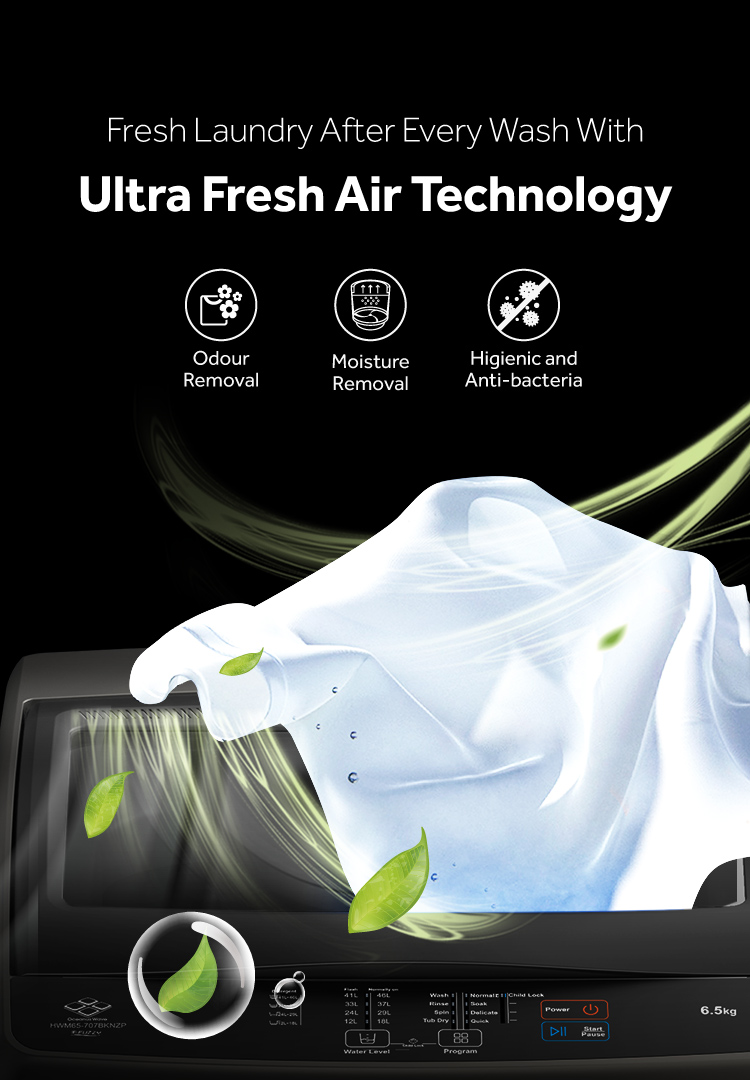 Fresh Laundry After Every Wash With
Ultra Fresh Air Technology
Odour
Removal
Moisture
Removal
Higienic and
Anti-bacteria
Fresh Normally on
41L 46L
33L 37L
24L 29L
12L 18L
Water Level
Wash Normal Child Lock
Rinse Soak
Spin Delicate
Tub Dry Quick
Program
Power
Start
Pause
6.5kg
HWM65-707BKNZP